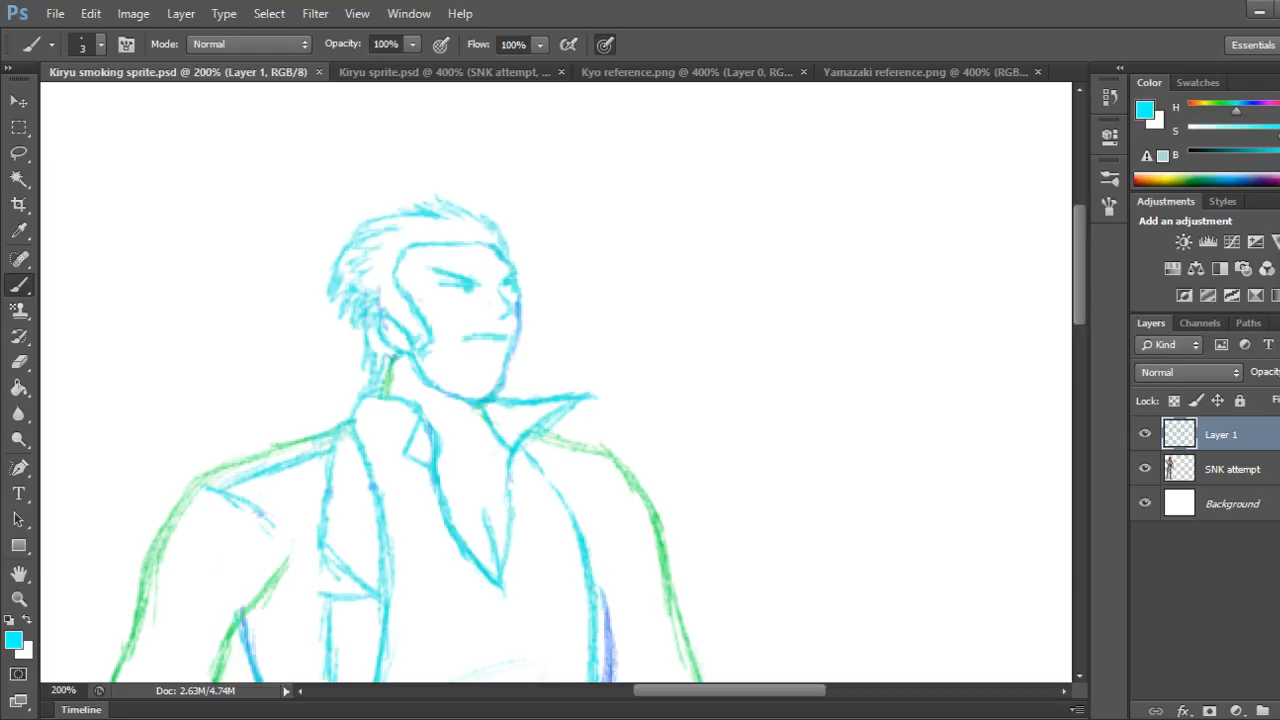 Ps File Edit Image Layer Type Select Filter View Window Help
3 Mode: Normal Opacity: 100% Flow: 100% Essentials
Kiryu smoking sprite.psd @ 200% (Layer 1, RGB/8) × Kiryu sprite.psd @ 400% (SNK attempt, ... × Kyo reference.png @ 400% (Layer 0, RG... × Yamazaki reference.png @ 400% (RGB... ×
Color Swatches
H
S
B
Adjustments Styles
Add an adjustment
Layers Channels Paths
Kind
Normal Opacity
Lock: Fi
Layer 1
SNK attempt
Background
200% Doc: 2.63M/4.74M
Timeline